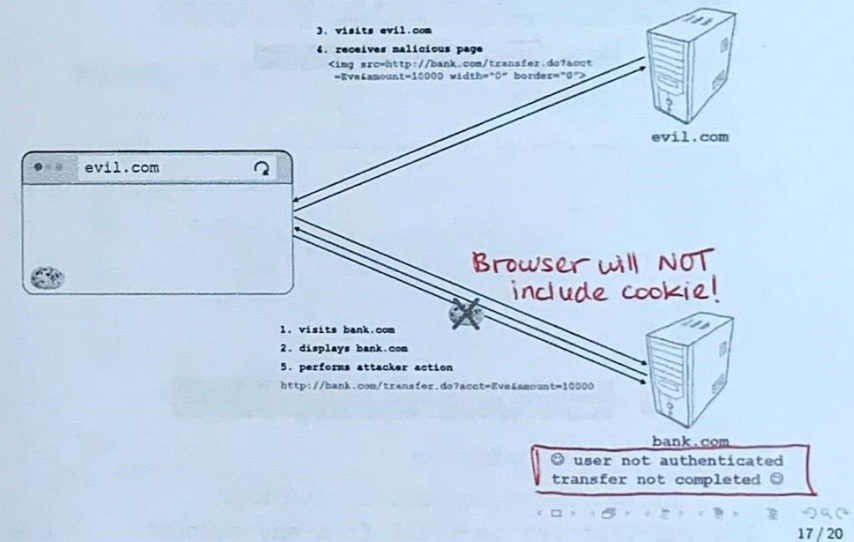 3. visits evil.com
4. receives malicious page
<img src=http://bank.com/transfer.do?acct
=Eve&amount=10000 width="0" border="0">
evil.com
evil.com
Browser will NOT
include cookie!
1. visits bank.com
2. displays bank.com
5. performs attacker action
http://bank.com/transfer.do?acct=Eve&amount=10000
bank.com
☺ user not authenticated
transfer not completed ☺
17 / 20